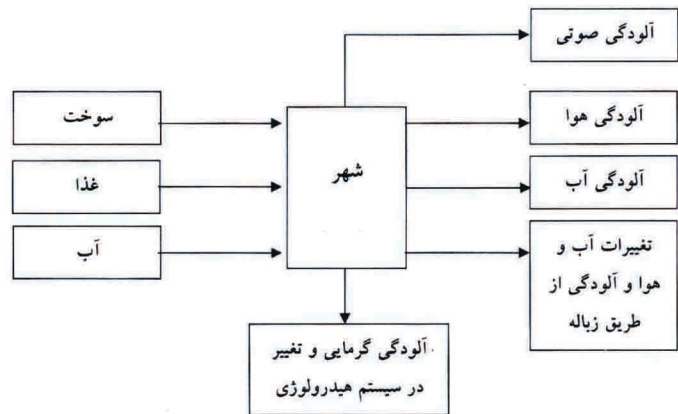 آلودگی صوتی
سوخت
آلودگی هوا
شهر
غذا
آلودگی آب
آب
تغییرات آب و
هوا و آلودگی از
طریق زباله
آلودگی گرمایی و تغییر
در سیستم هیدرولوژی